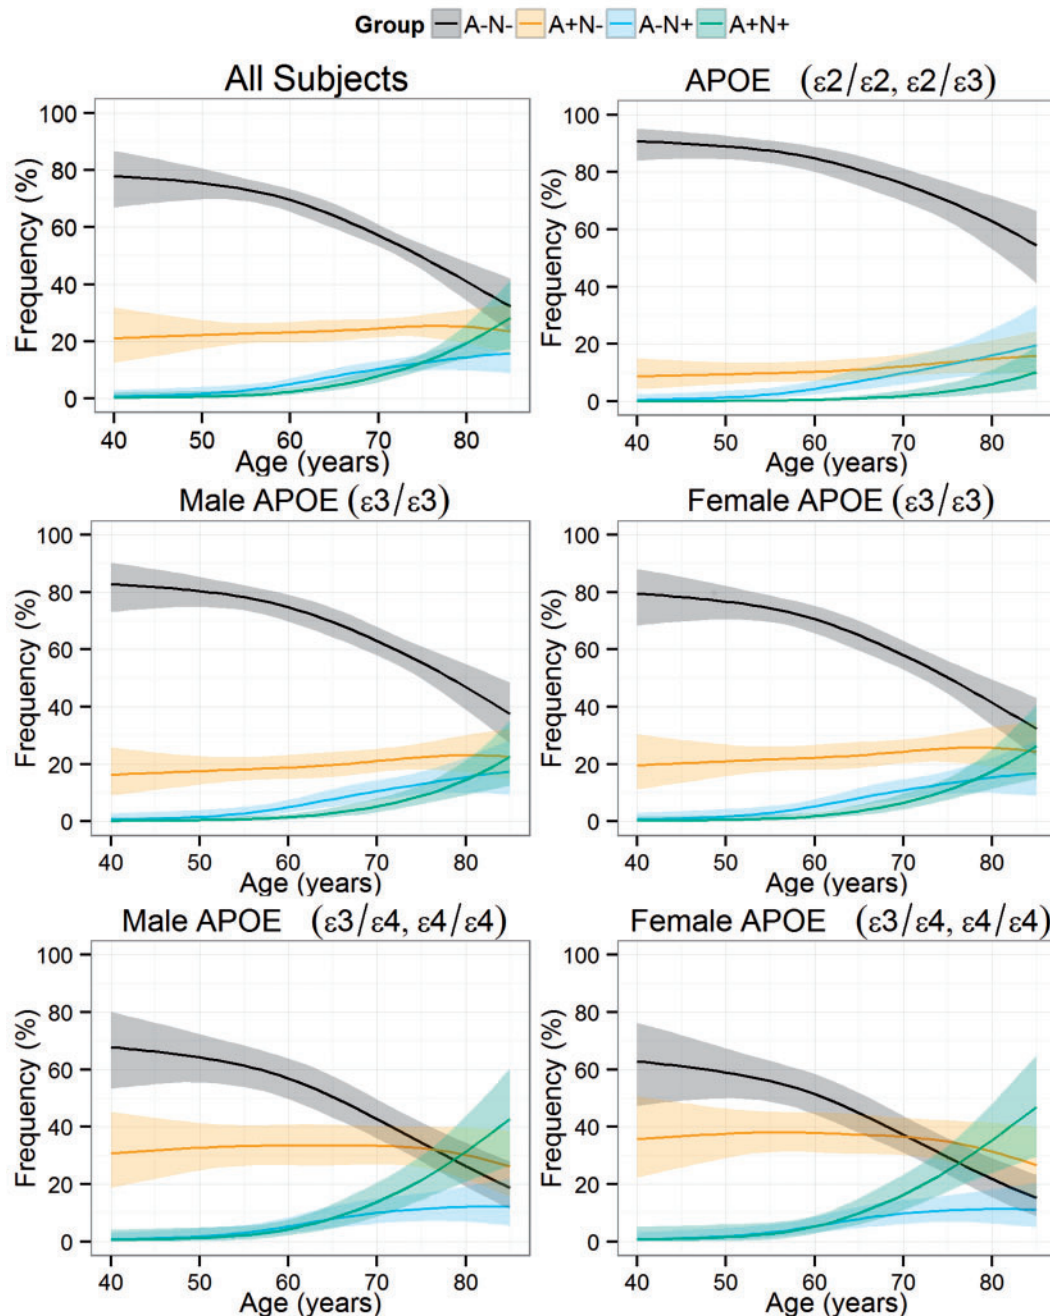 Group A-N- A+N- A-N+ A+N+
All Subjects
Frequency (%)
100
80
60
40
20
0
40 50 60 70 80
Age (years)
APOE (ε2/ε2, ε2/ε3)
Frequency (%)
100
80
60
40
20
0
40 50 60 70 80
Age (years)
Male APOE (ε3/ε3)
Frequency (%)
100
80
60
40
20
0
40 50 60 70 80
Age (years)
Female APOE (ε3/ε3)
Frequency (%)
100
80
60
40
20
0
40 50 60 70 80
Age (years)
Male APOE (ε3/ε4, ε4/ε4)
Frequency (%)
100
80
60
40
20
0
40 50 60 70 80
Age (years)
Female APOE (ε3/ε4, ε4/ε4)
Frequency (%)
100
80
60
40
20
0
40 50 60 70 80
Age (years)